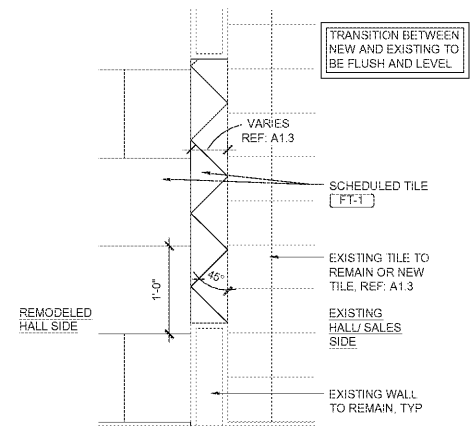 TRANSITION BETWEEN
NEW AND EXISTING TO
BE FLUSH AND LEVEL
VARIES
REF: A1.3
SCHEDULED TILE
FT-1
EXISTING TILE TO
REMAIN OR NEW
TILE, REF: A1.3
45°
1'-0"
REMODELED
HALL SIDE
EXISTING
HALL/ SALES
SIDE
EXISTING WALL
TO REMAIN, TYP